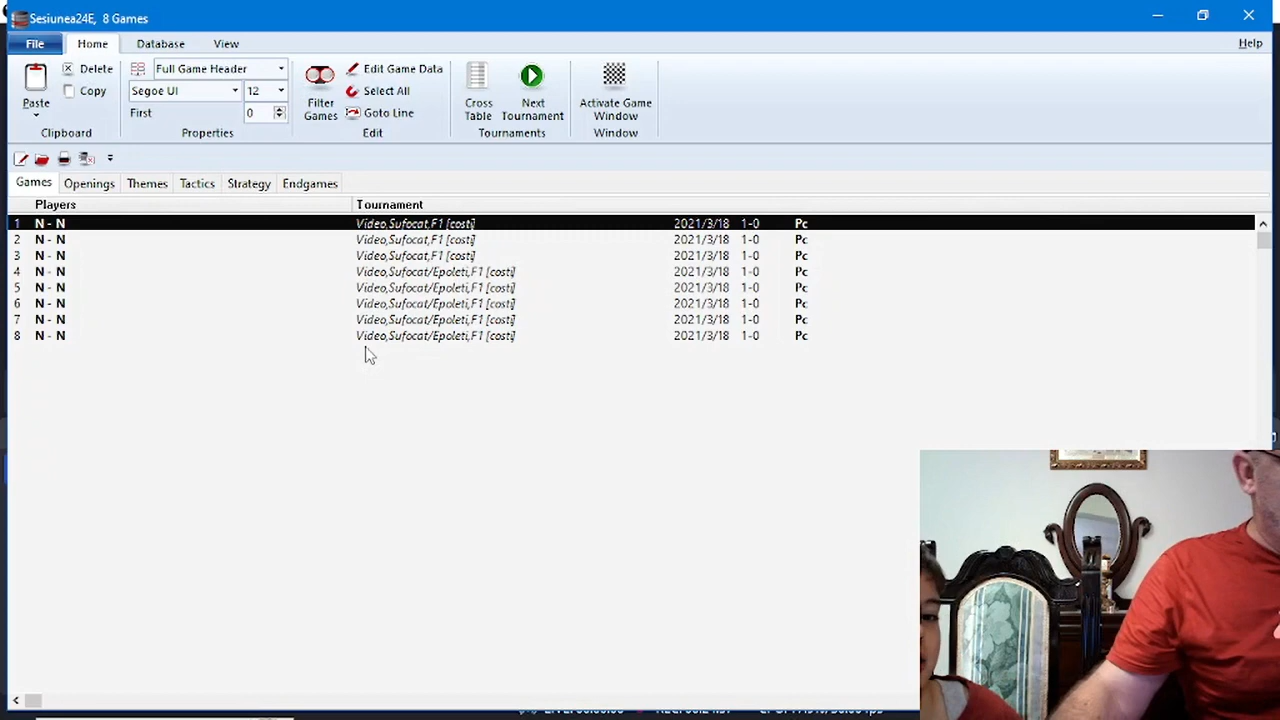 Sesiunea24E, 8 Games
File Home Database View Help
Paste Delete Copy Clipboard
Full Game Header
Segoe UI 12
First 0
Properties
Filter Games
Edit Game Data
Select All
Goto Line
Edit
Cross Table
Next Tournament
Tournaments
Activate Game Window
Window
Games Openings Themes Tactics Strategy Endgames
Players Tournament
1 N - N Video,Sufocat,F1 [costi] 2021/3/18 1-0 Pc
2 N - N Video,Sufocat,F1 [costi] 2021/3/18 1-0 Pc
3 N - N Video,Sufocat,F1 [costi] 2021/3/18 1-0 Pc
4 N - N Video,Sufocat/Epoleti,F1 [costi] 2021/3/18 1-0 Pc
5 N - N Video,Sufocat/Epoleti,F1 [costi] 2021/3/18 1-0 Pc
6 N - N Video,Sufocat/Epoleti,F1 [costi] 2021/3/18 1-0 Pc
7 N - N Video,Sufocat/Epoleti,F1 [costi] 2021/3/18 1-0 Pc
8 N - N Video,Sufocat/Epoleti,F1 [costi] 2021/3/18 1-0 Pc